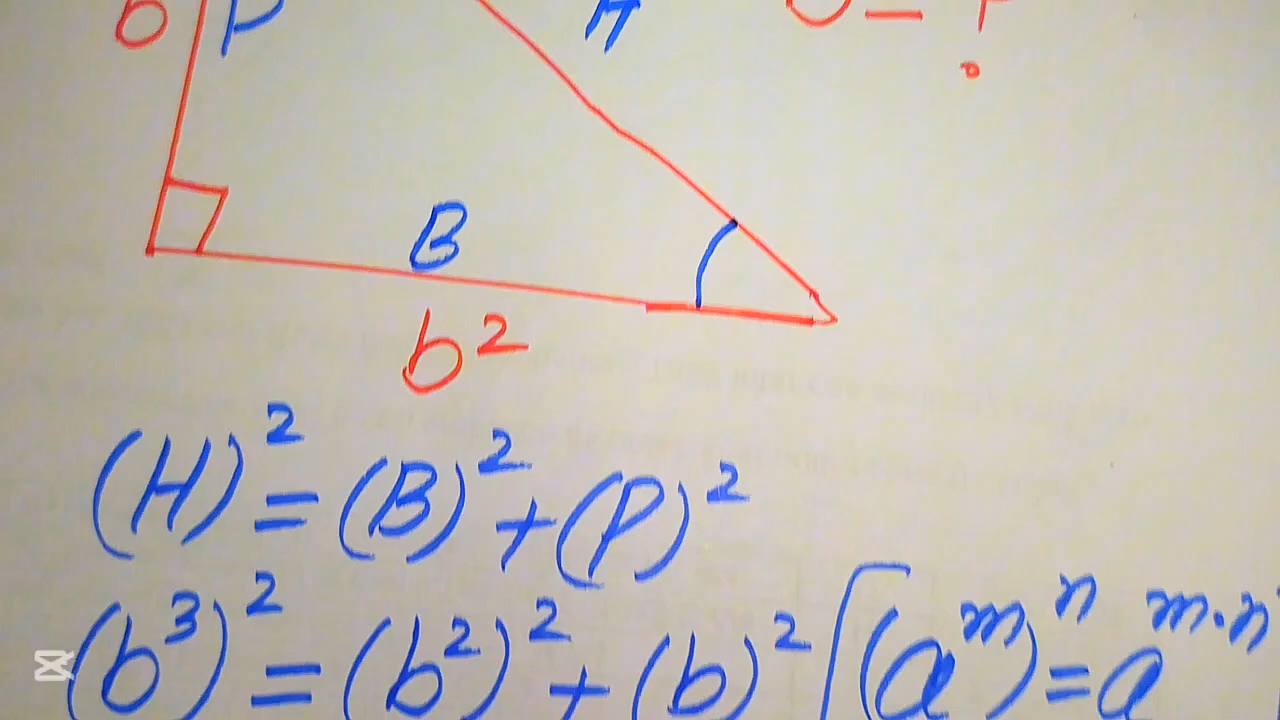 b P H b = ?
B
b²
(H)² = (B)² + (P)²
(b³)² = (b²)² + (b)² [(aᵐ)ⁿ = aᵐ·ⁿ